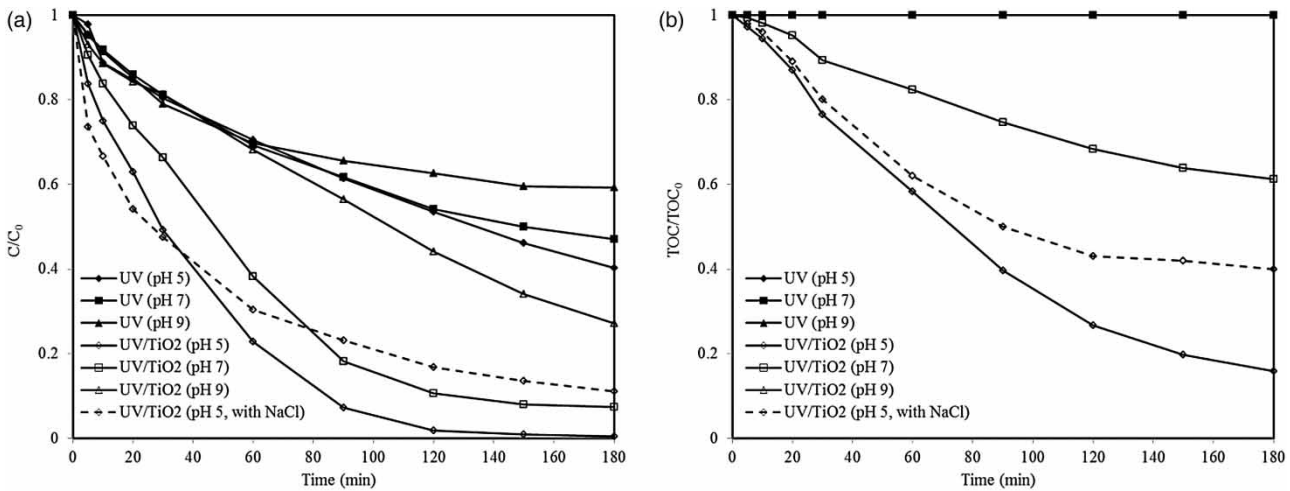 (a)
1
0.8
0.6
0.4
0.2
0
C/C0
UV (pH 5)
UV (pH 7)
UV (pH 9)
UV/TiO2 (pH 5)
UV/TiO2 (pH 7)
UV/TiO2 (pH 9)
UV/TiO2 (pH 5, with NaCl)
0 20 40 60 80 100 120 140 160 180
Time (min)
(b)
1
0.8
0.6
0.4
0.2
0
TOC/TOC0
UV (pH 5)
UV (pH 7)
UV (pH 9)
UV/TiO2 (pH 5)
UV/TiO2 (pH 7)
UV/TiO2 (pH 9)
UV/TiO2 (pH 5, with NaCl)
0 20 40 60 80 100 120 140 160 180
Time (min)